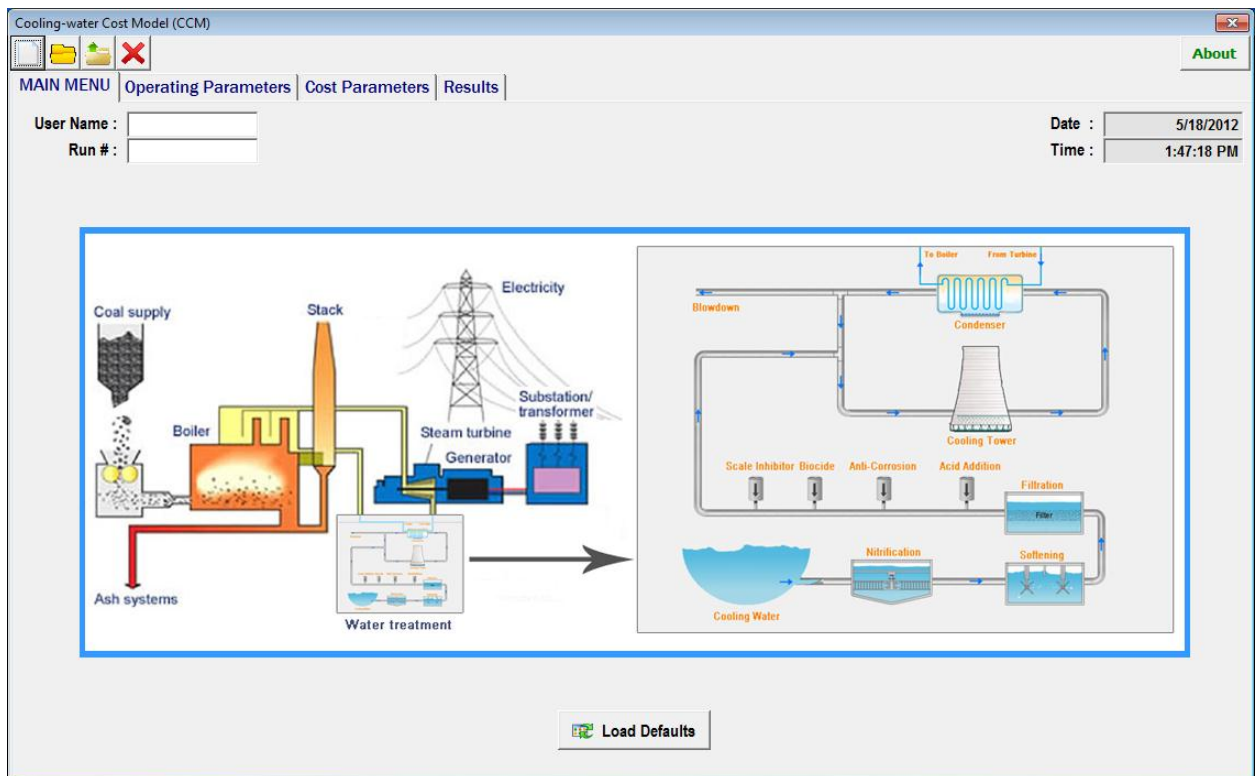 Cooling-water Cost Model (CCM)
About
MAIN MENU Operating Parameters Cost Parameters Results
User Name :
Run # :
Date : 5/18/2012
Time : 1:47:18 PM
Coal supply
Stack
Electricity
Substation/
transformer
Boiler
Steam turbine
Generator
Ash systems
Water treatment
To Boiler From Turbine
Blowdown
Condenser
Cooling Tower
Scale Inhibitor Biocide Anti-Corrosion Acid Addition
Filtration
Filter
Nitrification
Softening
Cooling Water
Load Defaults